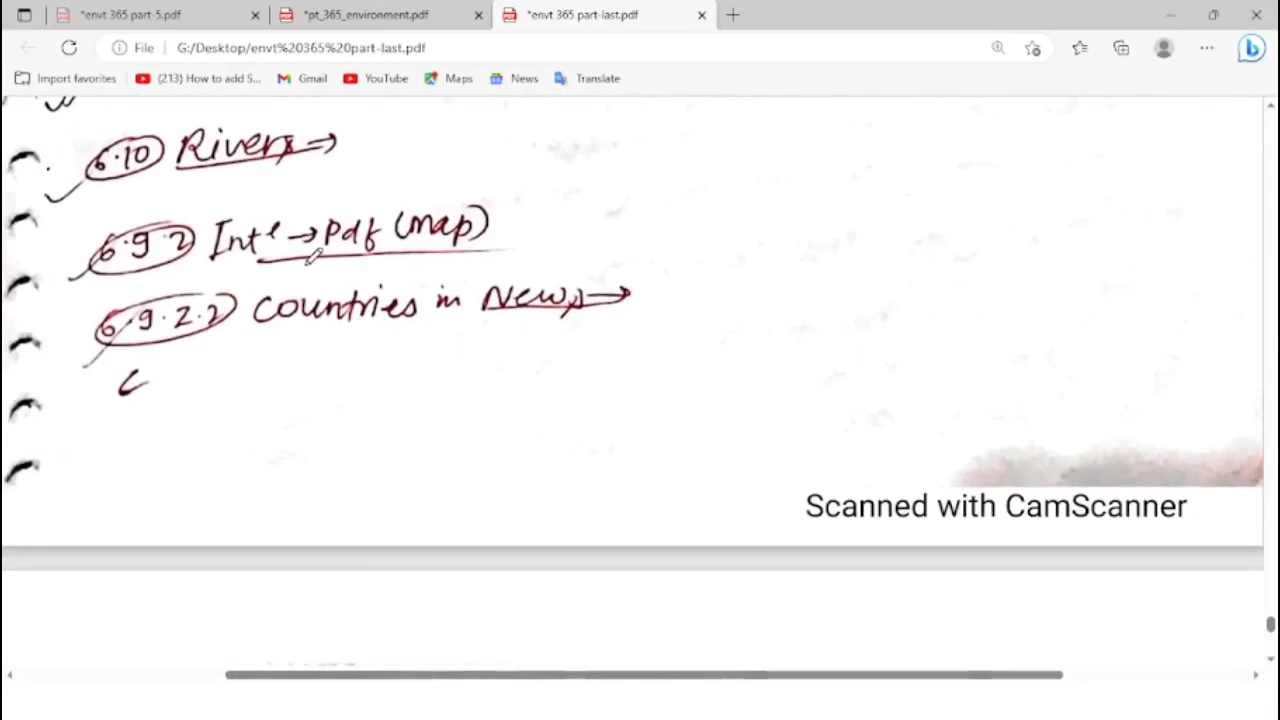 *envt 365 part-5.pdf
*pt_365_environment.pdf
*envt 365 part-last.pdf
File
G:/Desktop/envt%20365%20part-last.pdf
Import favorites
(213) How to add S...
Gmail
YouTube
Maps
News
Translate
6.10 Rivers →
6.9.2 Int'l → Pdf (map)
6.9.2.2 Countries in News →
Scanned with CamScanner